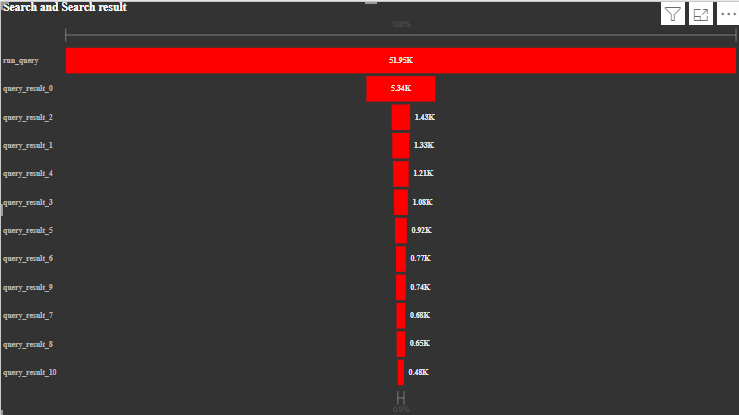 Search and Search result
100%
run_query 51.95K
query_result_0 5.34K
query_result_2 1.43K
query_result_1 1.33K
query_result_4 1.21K
query_result_3 1.08K
query_result_5 0.92K
query_result_6 0.77K
query_result_9 0.74K
query_result_7 0.68K
query_result_8 0.65K
query_result_10 0.48K
0.9%